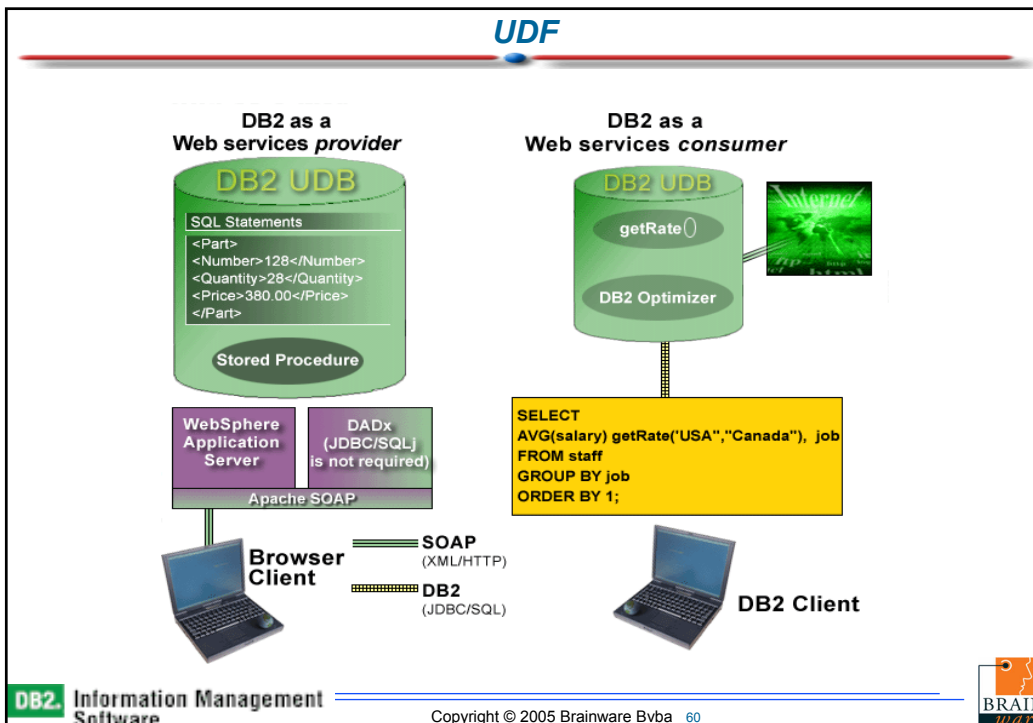 UDF
DB2 as a
Web services provider
DB2 UDB
SQL Statements
<Part>
<Number>128</Number>
<Quantity>28</Quantity>
<Price>380.00</Price>
</Part>
Stored Procedure
WebSphere
Application
Server
DADx
(JDBC/SQLj
is not required)
Apache SOAP
Browser
Client
SOAP
(XML/HTTP)
DB2
(JDBC/SQL)
DB2 as a
Web services consumer
DB2 UDB
getRate()
DB2 Optimizer
Internet
html
SELECT
AVG(salary) getRate('USA","Canada"), job
FROM staff
GROUP BY job
ORDER BY 1;
DB2 Client
DB2. Information Management
Software
Copyright © 2005 Brainware Bvba 60
BRAIN